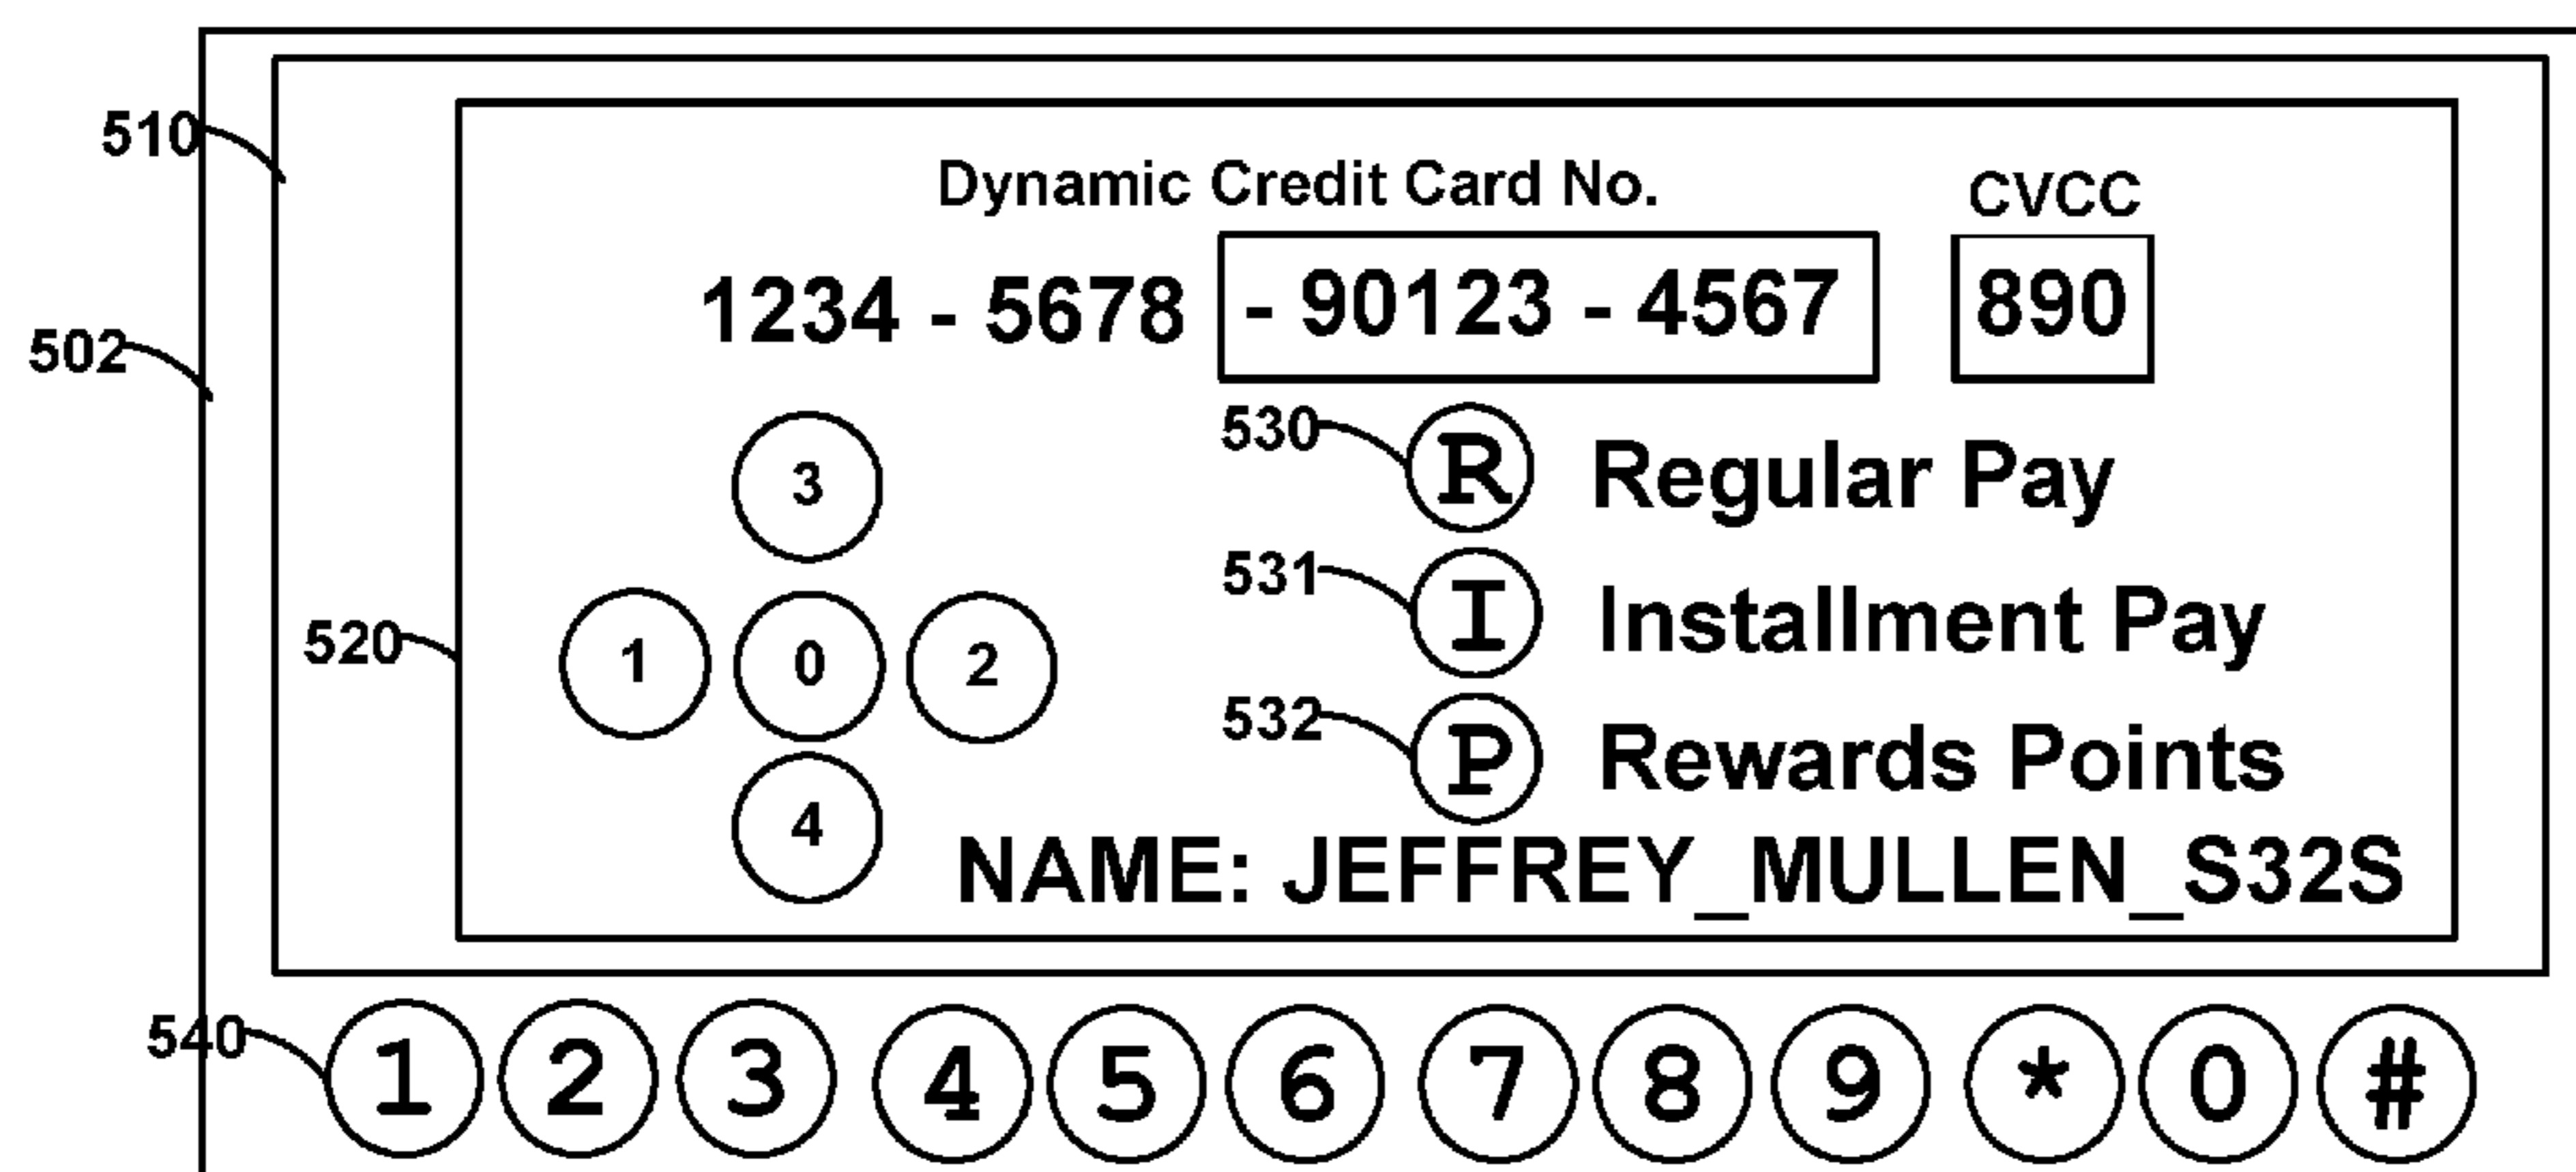 510
Dynamic Credit Card No. CVCC
1234 - 5678 - 90123 - 4567 890
502
530 R Regular Pay
3
531 I Installment Pay
520 1 0 2
532 P Rewards Points
4
NAME: JEFFREY_MULLEN_S32S
540 1 2 3 4 5 6 7 8 9 * 0 #